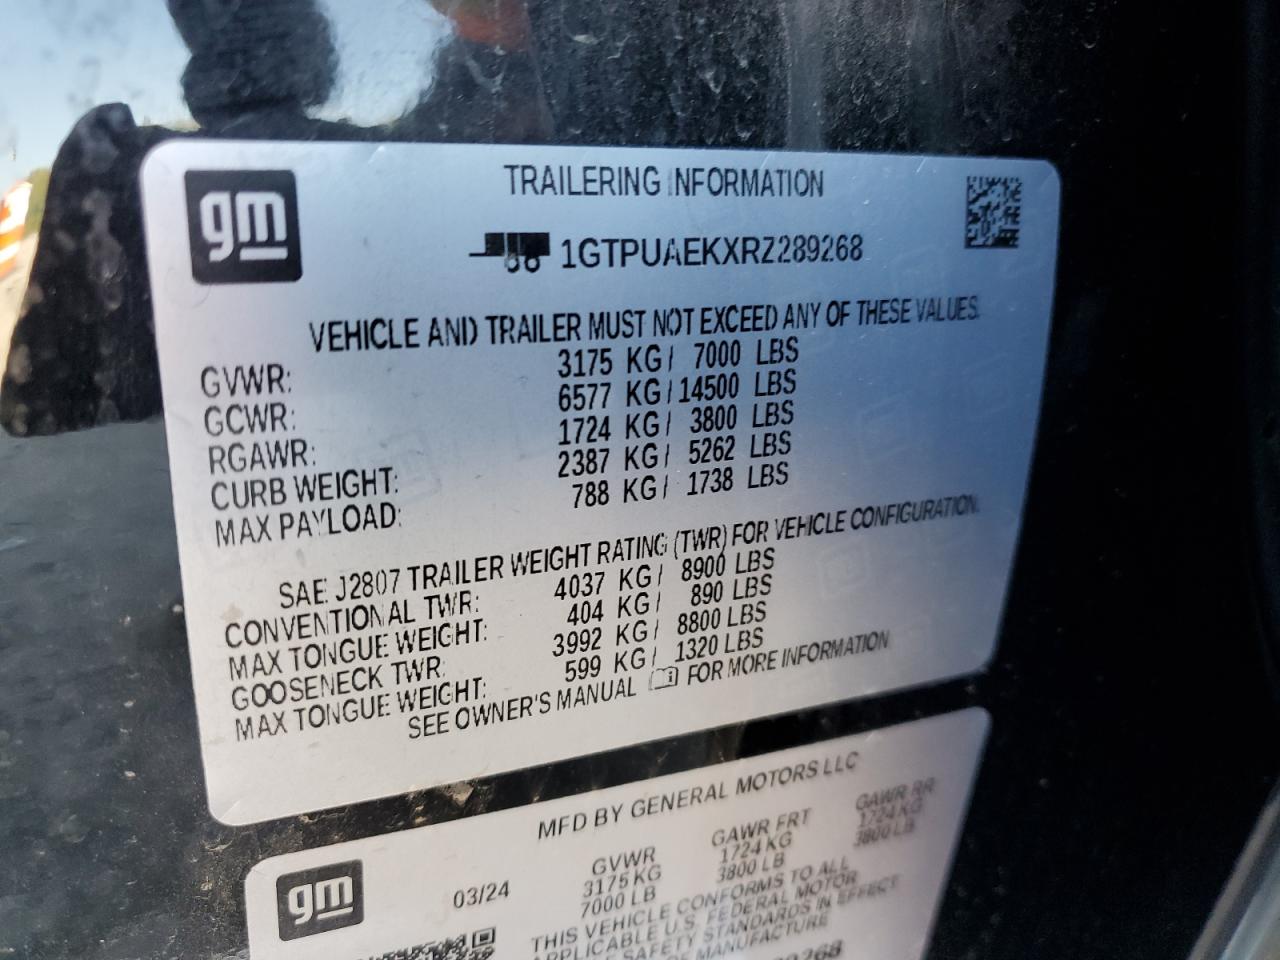 gm
TRAILERING INFORMATION
1GTPUAEKXRZ289268
VEHICLE AND TRAILER MUST NOT EXCEED ANY OF THESE VALUES.
GVWR: 3175 KG/ 7000 LBS
GCWR: 6577 KG/14500 LBS
RGAWR: 1724 KG/ 3800 LBS
CURB WEIGHT: 2387 KG/ 5262 LBS
MAX PAYLOAD: 788 KG/ 1738 LBS
SAE J2807 TRAILER WEIGHT RATING (TWR) FOR VEHICLE CONFIGURATION.
CONVENTIONAL TWR: 4037 KG/ 8900 LBS
MAX TONGUE WEIGHT: 404 KG/ 890 LBS
GOOSENECK TWR: 3992 KG/ 8800 LBS
MAX TONGUE WEIGHT: 599 KG/ 1320 LBS
SEE OWNER'S MANUAL FOR MORE INFORMATION
MFD BY GENERAL MOTORS LLC
gm
03/24
GVWR GAWR FRT GAWR RR
3175 KG 1724 KG 1724 KG
7000 LB 3800 LB 3800 LB
THIS VEHICLE CONFORMS TO ALL
APPLICABLE U.S. FEDERAL MOTOR
SAFETY STANDARDS IN EFFECT
MANUFACTURE